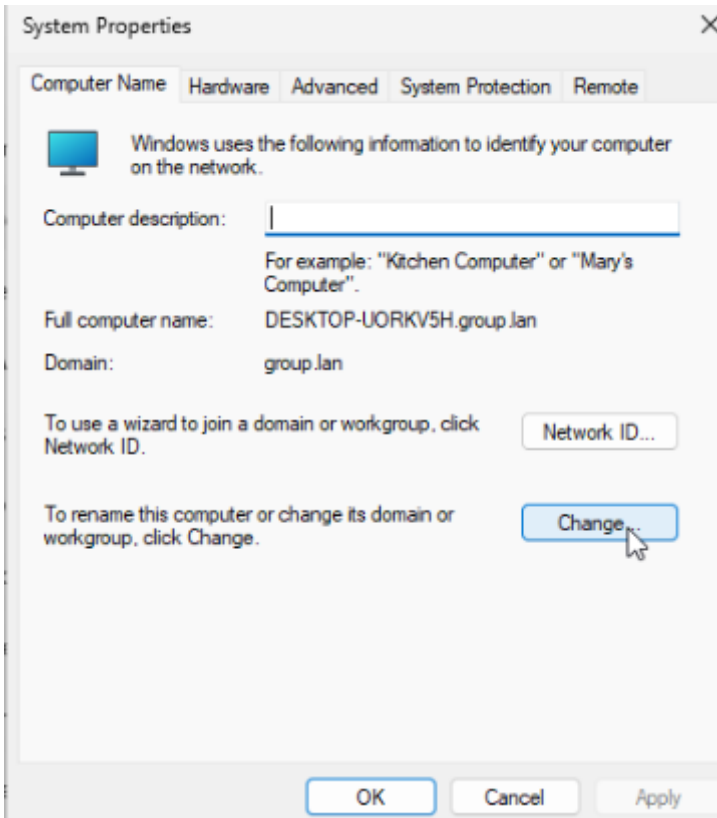 System Properties
Computer Name Hardware Advanced System Protection Remote
Windows uses the following information to identify your computer
on the network.
Computer description:
For example: "Kitchen Computer" or "Mary's
Computer".
Full computer name: DESKTOP-UORKV5H.group.lan
Domain: group.lan
To use a wizard to join a domain or workgroup, click
Network ID.
Network ID...
To rename this computer or change its domain or
workgroup, click Change.
Change...
OK Cancel Apply